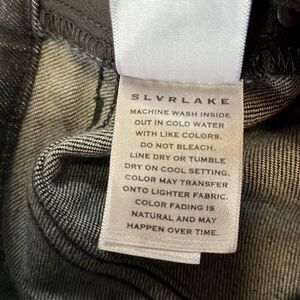 SLVRLAKE
MACHINE WASH INSIDE
OUT IN COLD WATER
WITH LIKE COLORS.
DO NOT BLEACH.
LINE DRY OR TUMBLE
DRY ON COOL SETTING.
COLOR MAY TRANSFER
ONTO LIGHTER FABRIC.
COLOR FADING IS
NATURAL AND MAY
HAPPEN OVER TIME.